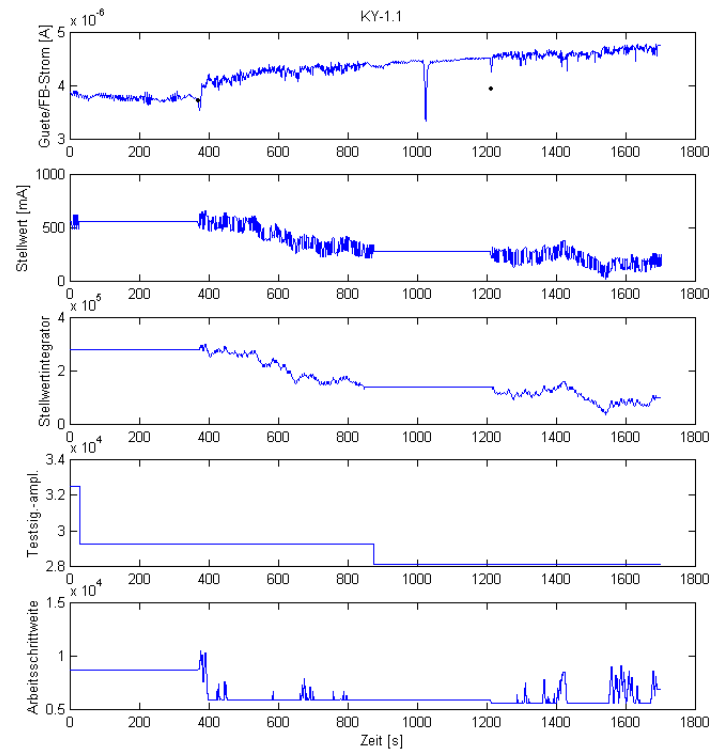 KY-1.1
x 10^-6
Guete/FB-Strom [A]
5
4
3
0 200 400 600 800 1000 1200 1400 1600 1800
Stellwert [mA]
1000
500
0
0 200 400 600 800 1000 1200 1400 1600 1800
x 10^5
Stellwertintegrator
4
2
0
0 200 400 600 800 1000 1200 1400 1600 1800
x 10^4
Testsig.-ampl.
3.4
3.2
3
2.8
0 200 400 600 800 1000 1200 1400 1600 1800
x 10^4
Arbeitsschrittweite
1.5
1
0.5
0 200 400 600 800 1000 1200 1400 1600 1800
Zeit [s]